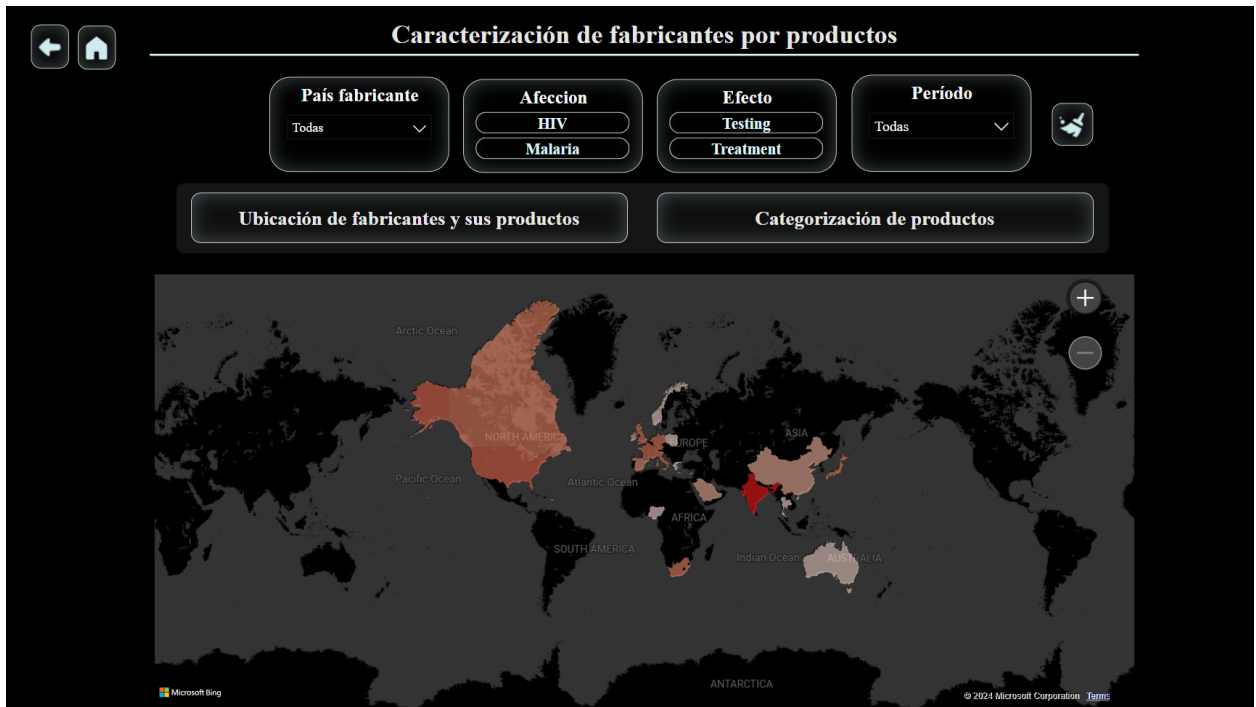 Caracterización de fabricantes por productos
País fabricante
Todas
Afeccion
HIV
Malaria
Efecto
Testing
Treatment
Período
Todas
Ubicación de fabricantes y sus productos
Categorización de productos
Arctic Ocean
NORTH AMERICA
EUROPE
ASIA
Pacific Ocean
Atlantic Ocean
AFRICA
SOUTH AMERICA
Indian Ocean
AUSTRALIA
ANTARCTICA
Microsoft Bing
© 2024 Microsoft Corporation Terms